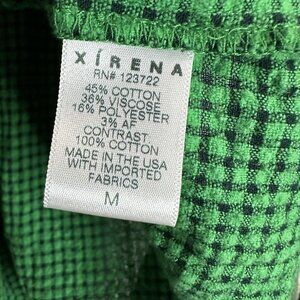 XÍRENA
RN# 123722
45% COTTON
36% VISCOSE
16% POLYESTER
3% AF
CONTRAST
100% COTTON
MADE IN THE USA
WITH IMPORTED
FABRICS
M